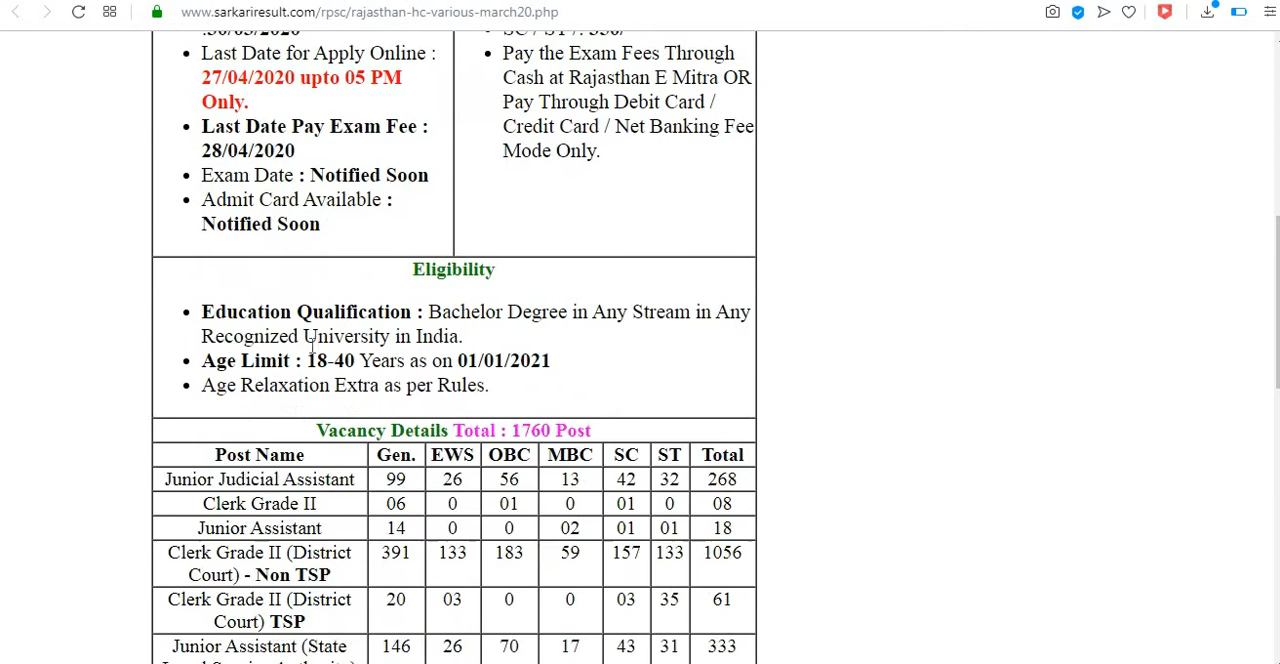 www.sarkariresult.com/rpsc/rajasthan-hc-various-march20.php
Last Date for Apply Online :
27/04/2020 upto 05 PM
Only.
Last Date Pay Exam Fee :
28/04/2020
Exam Date : Notified Soon
Admit Card Available :
Notified Soon
Pay the Exam Fees Through
Cash at Rajasthan E Mitra OR
Pay Through Debit Card /
Credit Card / Net Banking Fee
Mode Only.
Eligibility
Education Qualification : Bachelor Degree in Any Stream in Any
Recognized University in India.
Age Limit : 18-40 Years as on 01/01/2021
Age Relaxation Extra as per Rules.
Vacancy Details Total : 1760 Post
Post Name Gen. EWS OBC MBC SC ST Total
Junior Judicial Assistant 99 26 56 13 42 32 268
Clerk Grade II 06 0 01 0 01 0 08
Junior Assistant 14 0 0 02 01 01 18
Clerk Grade II (District 391 133 183 59 157 133 1056
Court) - Non TSP
Clerk Grade II (District 20 03 0 0 03 35 61
Court) TSP
Junior Assistant (State 146 26 70 17 43 31 333